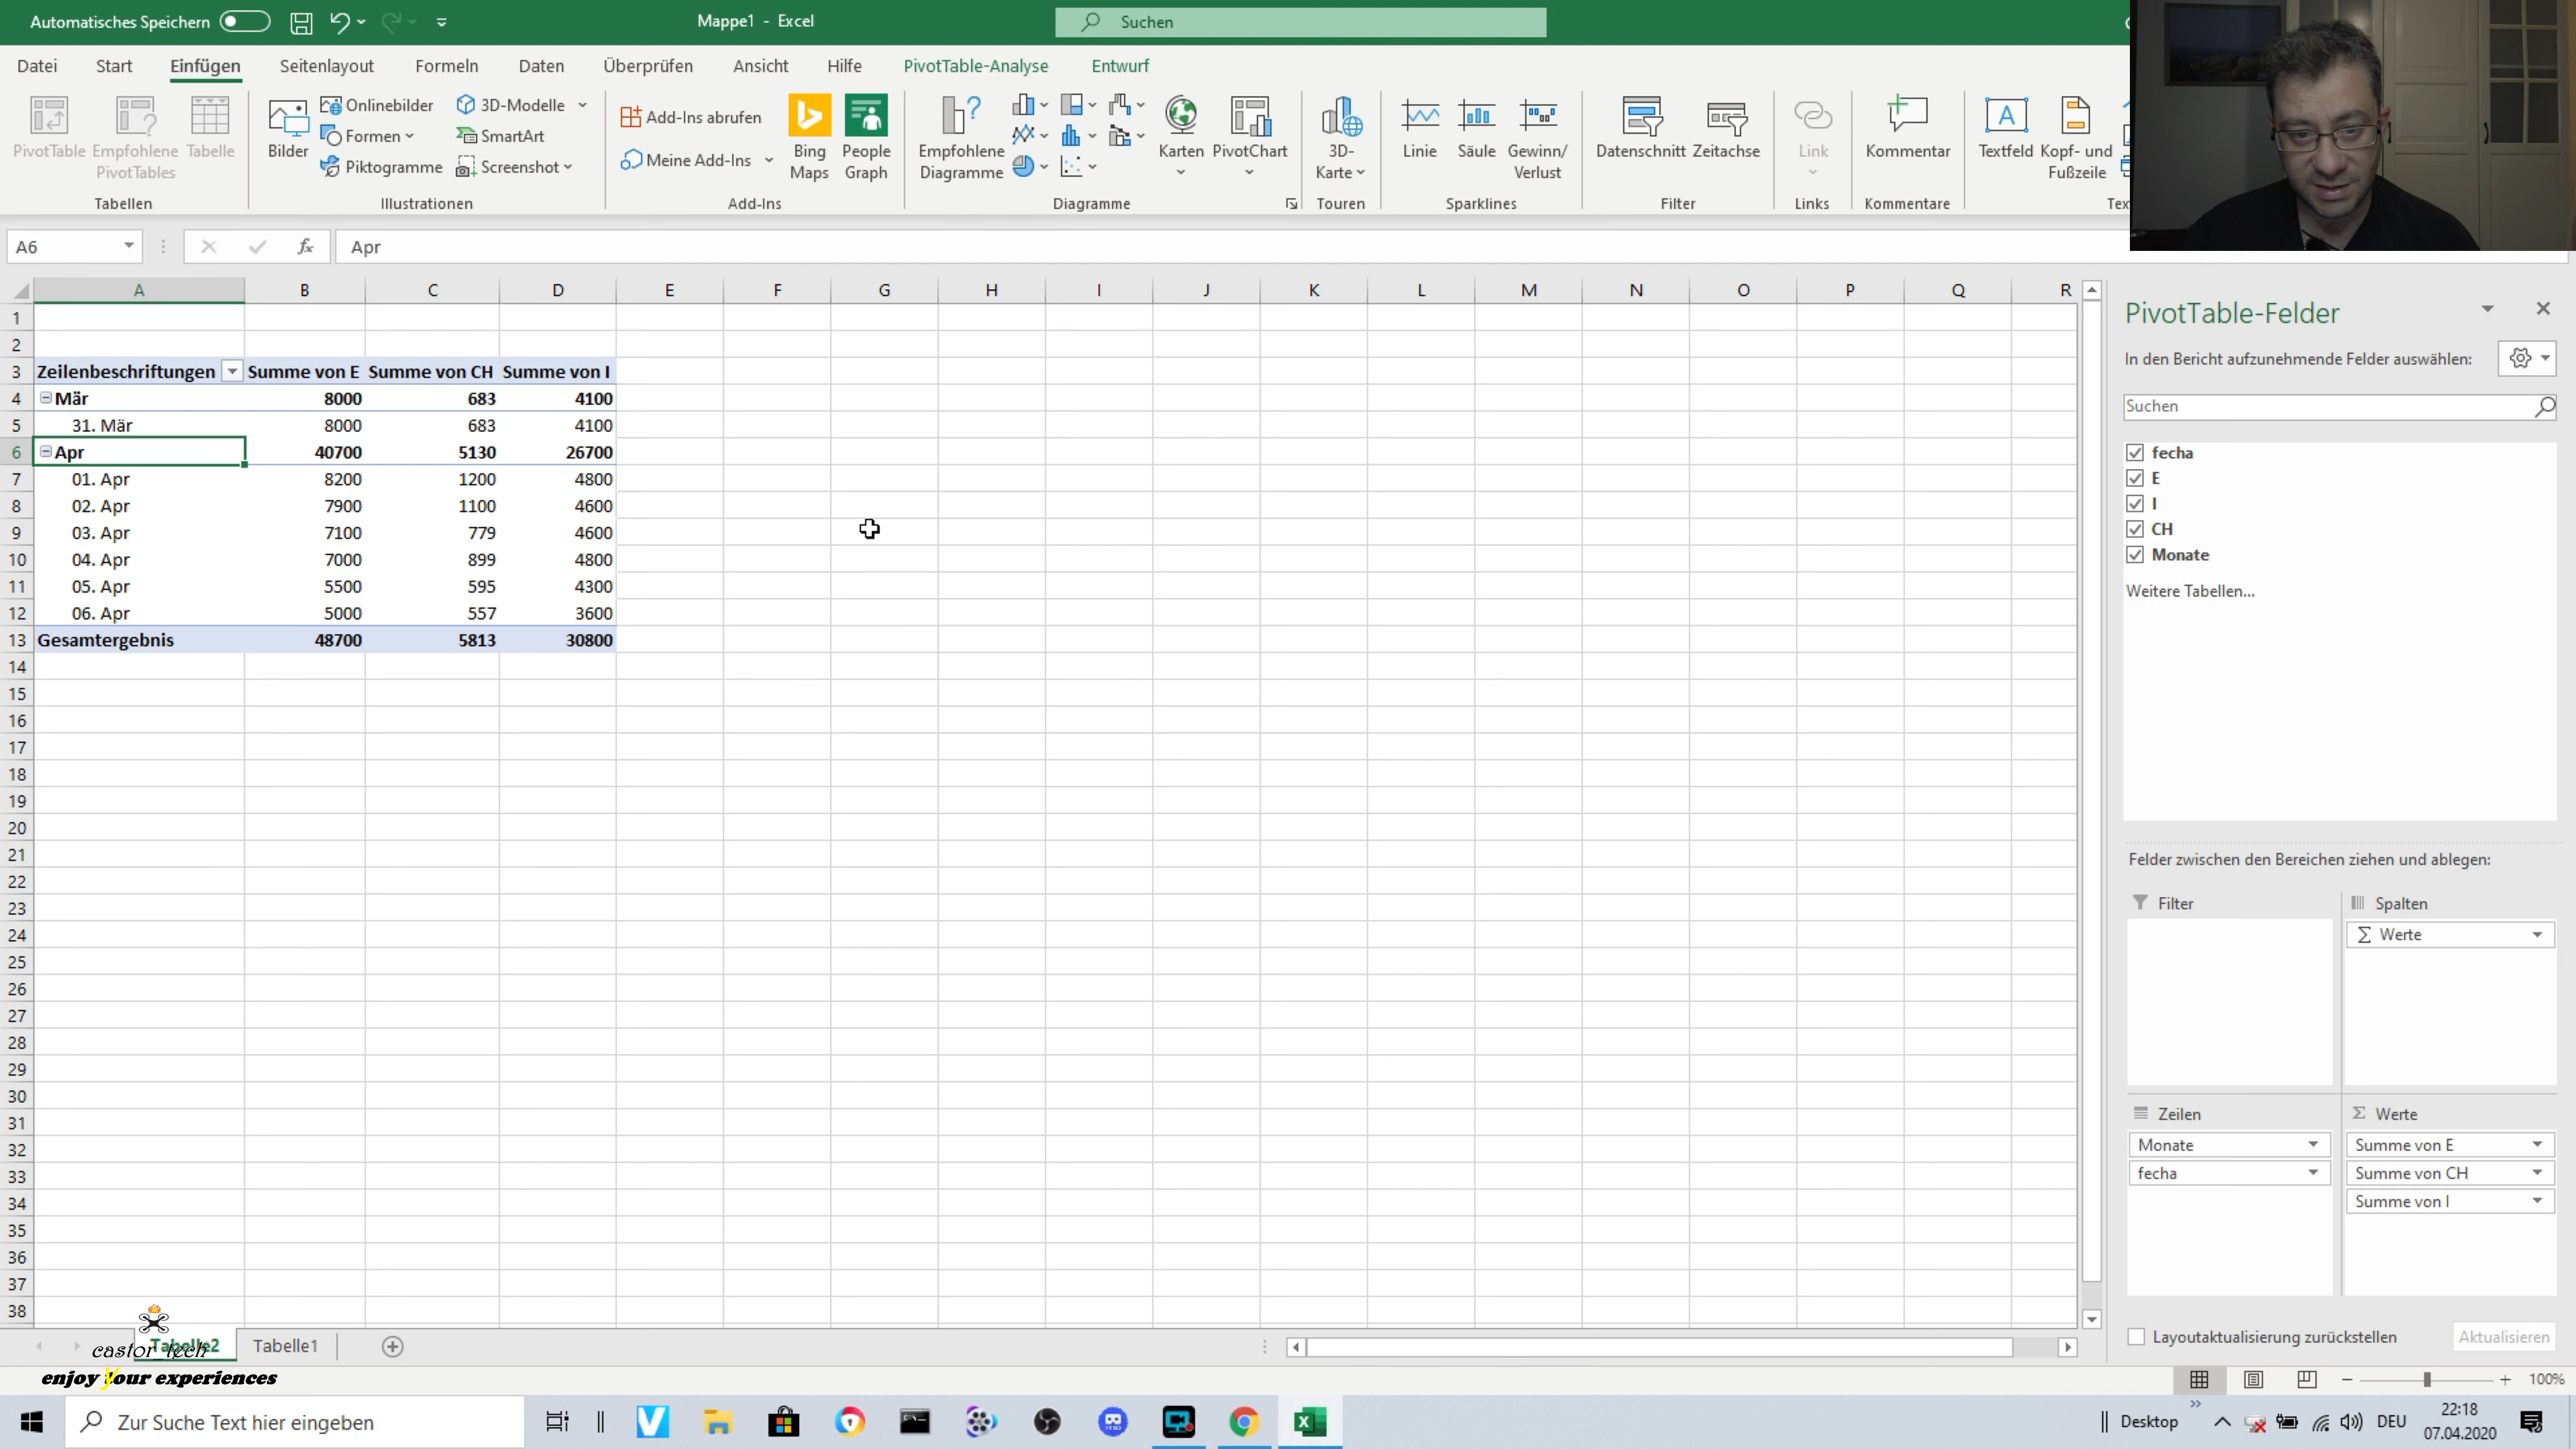 Automatisches Speichern
Mappe1 - Excel
Suchen
Datei Start Einfügen Seitenlayout Formeln Daten Überprüfen Ansicht Hilfe PivotTable-Analyse Entwurf
PivotTable
Empfohlene PivotTables
Tabelle
Bilder
Onlinebilder
Formen
Piktogramme
3D-Modelle
SmartArt
Screenshot
Add-Ins abrufen
Meine Add-Ins
Bing Maps
People Graph
Empfohlene Diagramme
Karten
PivotChart
3D-Karte
Linie
Säule
Gewinn/Verlust
Datenschnitt
Zeitachse
Link
Kommentar
Textfeld
Kopf- und Fußzeile
Tabellen Illustrationen Add-Ins Diagramme Touren Sparklines Filter Links Kommentare
A6
fx
Apr
A B C D E F G H I J K L M N O P Q R
1
2
3 Zeilenbeschriftungen Summe von E Summe von CH Summe von I
4 Mär 8000 683 4100
5 31. Mär 8000 683 4100
6 Apr 40700 5130 26700
7 01. Apr 8200 1200 4800
8 02. Apr 7900 1100 4600
9 03. Apr 7100 779 4600
10 04. Apr 7000 899 4800
11 05. Apr 5500 595 4300
12 06. Apr 5000 557 3600
13 Gesamtergebnis 48700 5813 30800
14
15
16
17
18
19
20
21
22
23
24
25
26
27
28
29
30
31
32
33
34
35
36
37
38
PivotTable-Felder
In den Bericht aufzunehmende Felder auswählen:
Suchen
fecha
E
I
CH
Monate
Weitere Tabellen...
Felder zwischen den Bereichen ziehen und ablegen:
Filter
Spalten
Σ Werte
Zeilen
Monate
fecha
Σ Werte
Summe von E
Summe von CH
Summe von I
Layoutaktualisierung zurückstellen
Aktualisieren
Tabelle2
Tabelle1
castor_tech
enjoy your experiences
100%
Zur Suche Text hier eingeben
Desktop
DEU
22:18
07.04.2020